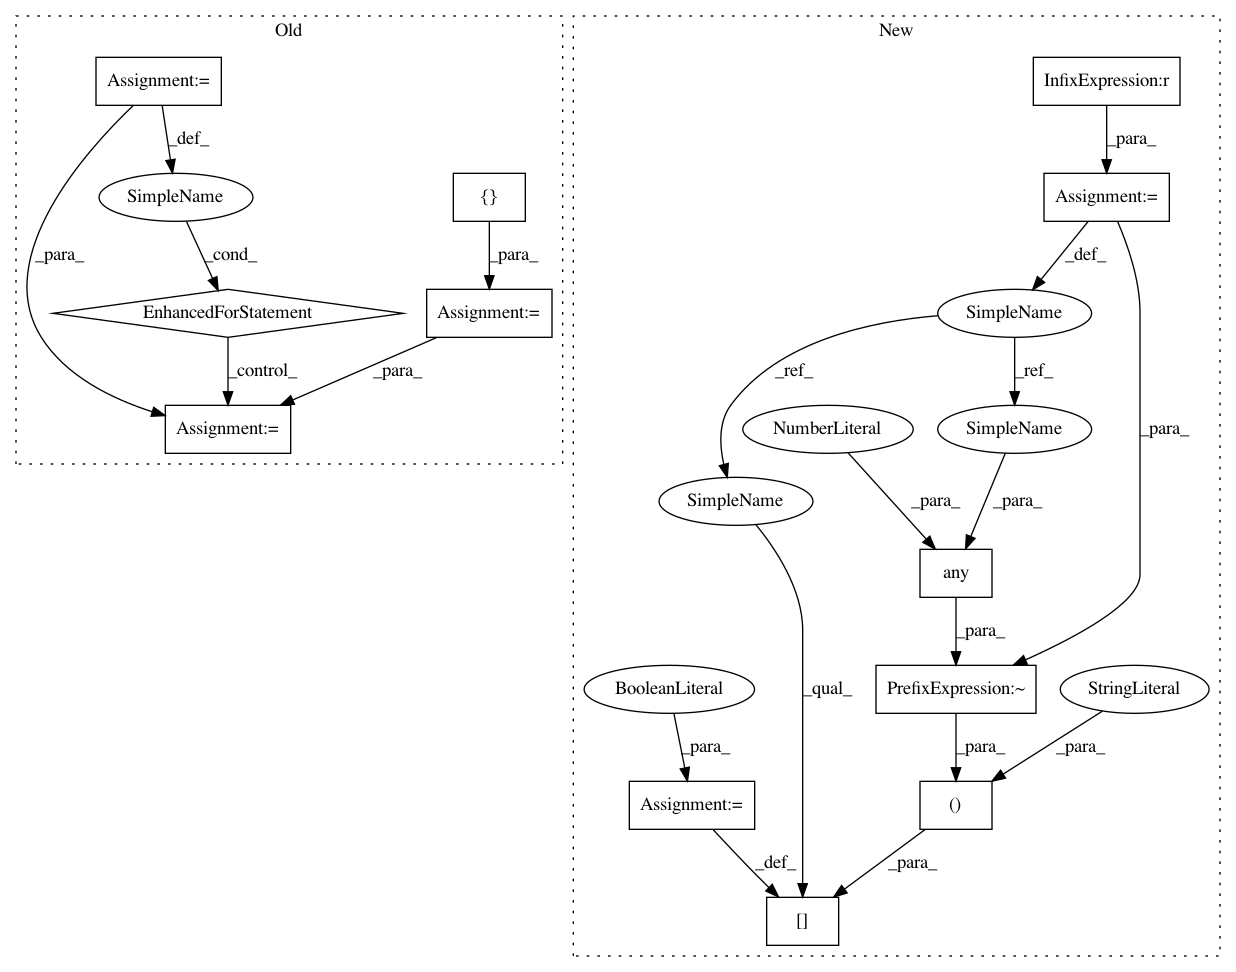 Old
New
Assignment:=
InfixExpression:r
_para_
_def_
_para_
SimpleName
{}
Assignment:=
_para_
_cond_
_para_
_def_
EnhancedForStatement
Assignment:=
SimpleName
_control_
_para_
_ref_
_ref_
Assignment:=
NumberLiteral
SimpleName
_para_
SimpleName
_para_
_para_
any
_para_
BooleanLiteral
_qual_
PrefixExpression:~
StringLiteral
_para_
_para_
_para_
Assignment:=
()
_def_
_para_
[]